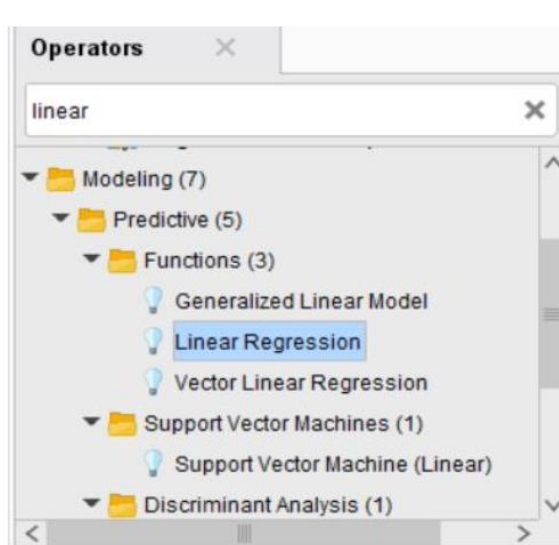 Operators
linear
Modeling (7)
Predictive (5)
Functions (3)
Generalized Linear Model
Linear Regression
Vector Linear Regression
Support Vector Machines (1)
Support Vector Machine (Linear)
Discriminant Analysis (1)